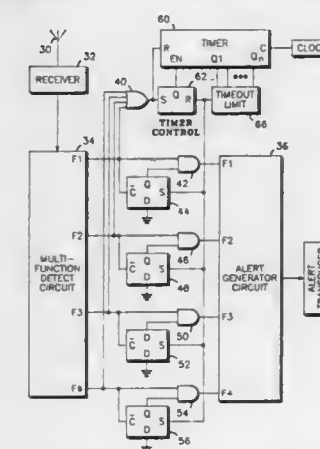 60
30
TIMER
R
C
CLOC
32
EN
Q1
Qn
RECEIVER
40
62
S
Q
R
TIMEOUT
LIMIT
66
TIMER
CONTROL
34
36
F1
F1
42
Q
C
S
D
44
MULTI-
FUNCTION
DETECT
CIRCUIT
F2
F2
46
Q
C
S
D
48
ALERT
GENERATOR
CIRCUIT
ALERT
F3
F3
50
D
C
S
D
52
F4
54
Q
C
S
D
56